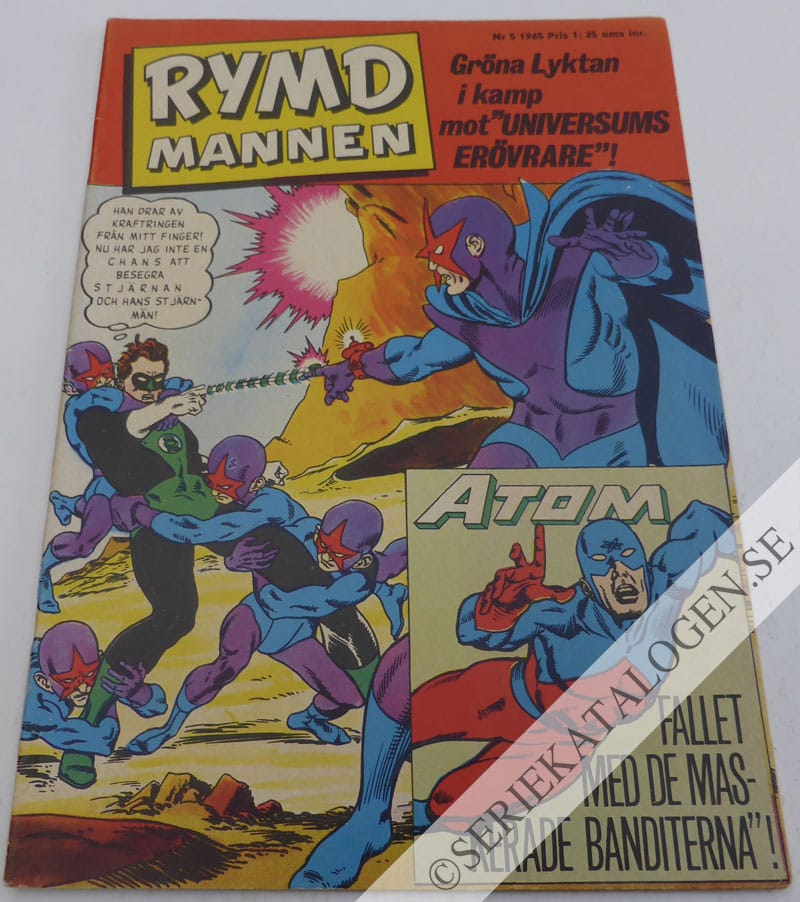 RYMD
MANNEN
Nr 5 1965 Pris 1:25 oms inr.
Gröna Lyktan
i kamp
mot "UNIVERSUMS
ERÖVRARE"!
HAN DRAR AV
KRAFTRINGEN
FRÅN MITT FINGER!
NU HAR JAG INTE EN
CHANS ATT
BESEGRA
STJÄRNAN
OCH HANS STJÄRN-
MÄN!
ATOM
"FALLET
MED DE MAS-
KERADE BANDITERNA"!
© SERIEKATALOGEN.SE